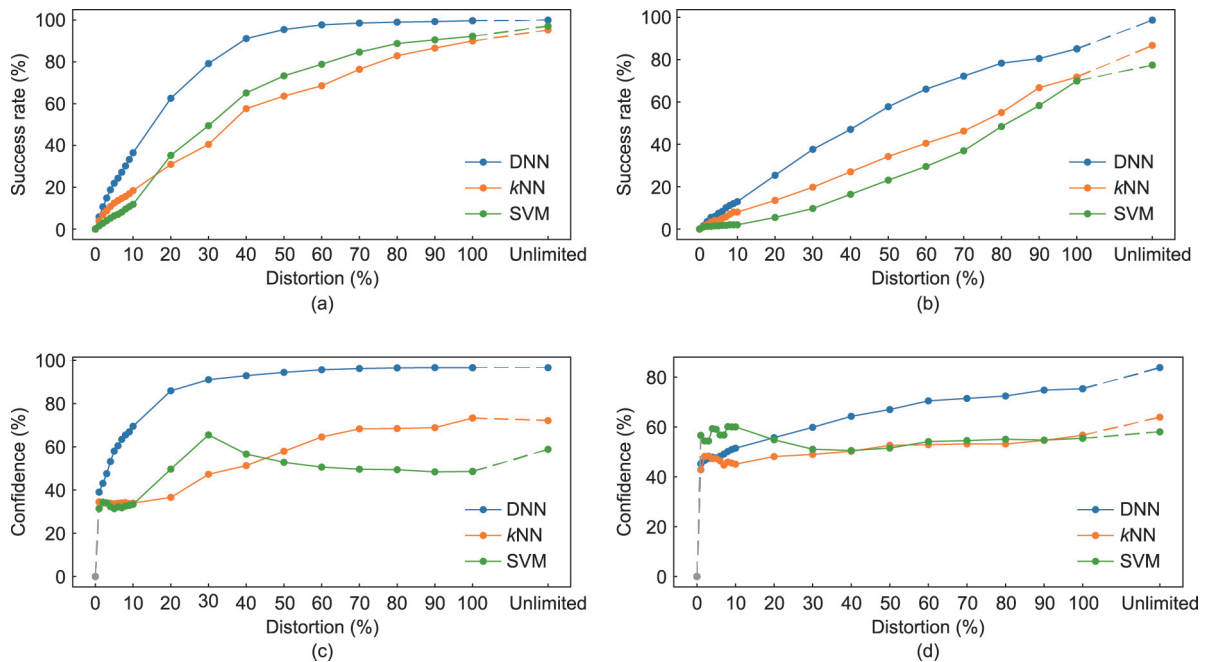 100
80
60
40
20
0
Success rate (%)
DNN
kNN
SVM
0 10 20 30 40 50 60 70 80 90 100 Unlimited
Distortion (%)
(a)
100
80
60
40
20
0
Success rate (%)
DNN
kNN
SVM
0 10 20 30 40 50 60 70 80 90 100 Unlimited
Distortion (%)
(b)
100
80
60
40
20
0
Confidence (%)
DNN
kNN
SVM
0 10 20 30 40 50 60 70 80 90 100 Unlimited
Distortion (%)
(c)
80
60
40
20
0
Confidence (%)
DNN
kNN
SVM
0 10 20 30 40 50 60 70 80 90 100 Unlimited
Distortion (%)
(d)